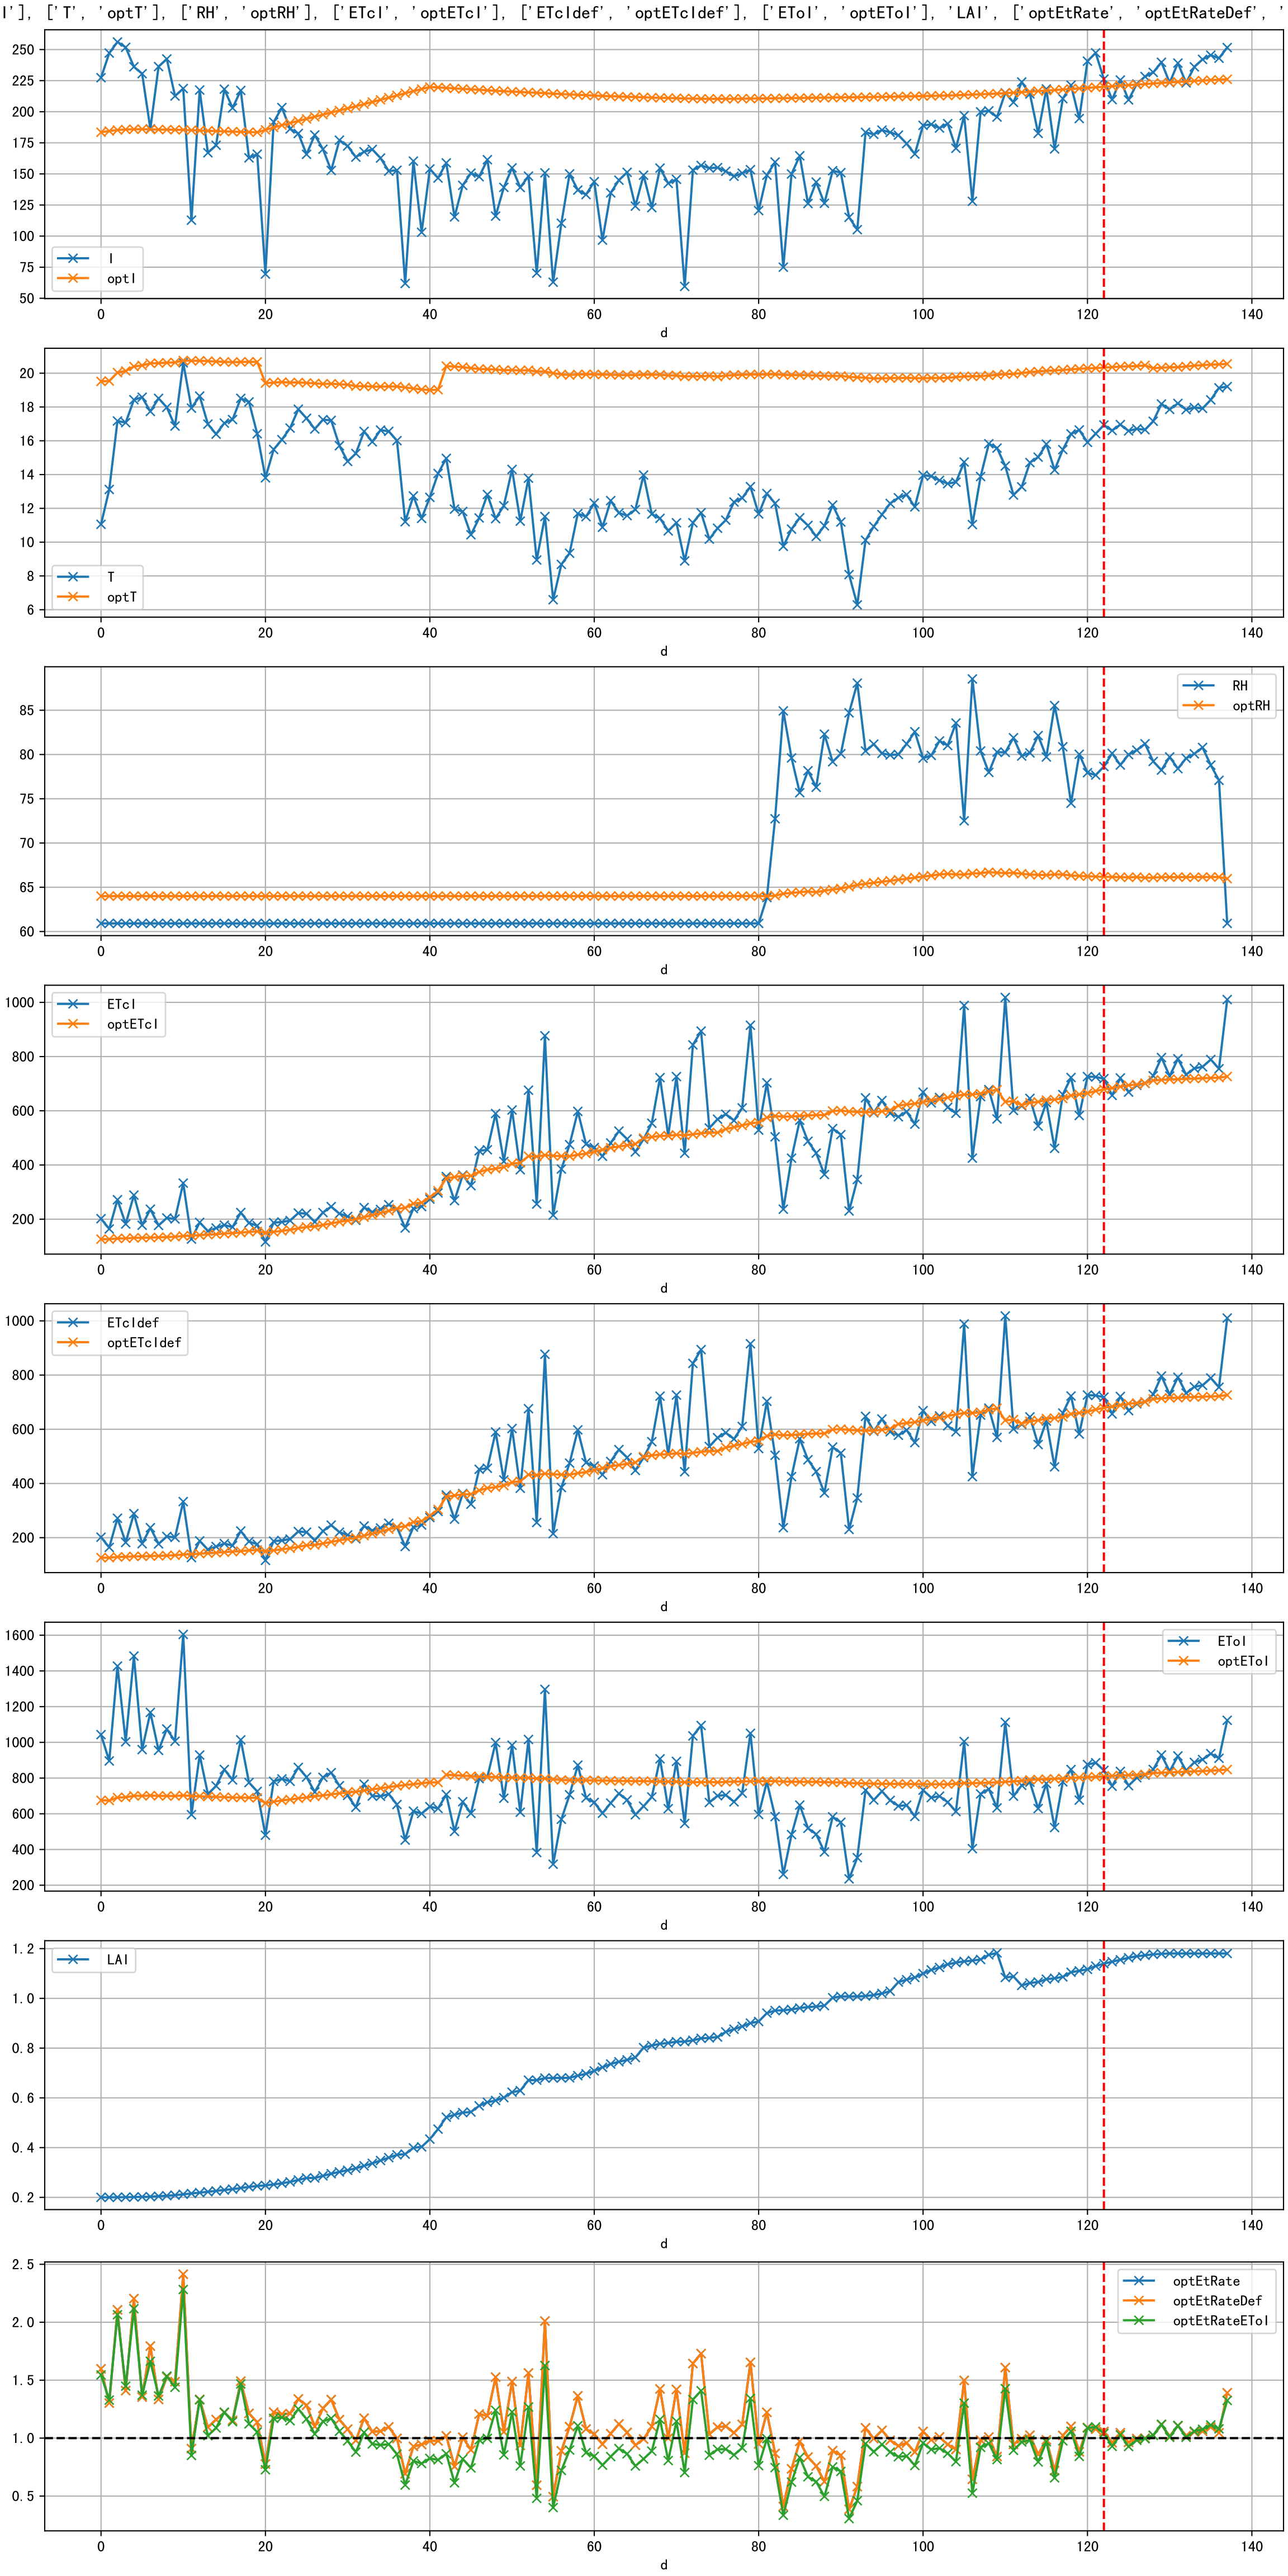 I'], ['T', 'optT'], ['RH', 'optRH'], ['ETcI', 'optETcI'], ['ETcIdef', 'optETcIdef'], ['EToI', 'optEToI'], 'LAI', ['optEtRate', 'optEtRateDef', '
250
225
200
175
150
125
100
75
50
I
optI
0 20 40 60 80 100 120 140
d
20
18
16
14
12
10
8
6
T
optT
0 20 40 60 80 100 120 140
d
85
80
75
70
65
60
RH
optRH
0 20 40 60 80 100 120 140
d
1000
800
600
400
200
ETcI
optETcI
0 20 40 60 80 100 120 140
d
1000
800
600
400
200
ETcIdef
optETcIdef
0 20 40 60 80 100 120 140
d
1600
1400
1200
1000
800
600
400
200
EToI
optEToI
0 20 40 60 80 100 120 140
d
1.2
1.0
0.8
0.6
0.4
0.2
LAI
0 20 40 60 80 100 120 140
d
2.5
2.0
1.5
1.0
0.5
optEtRate
optEtRateDef
optEtRateEToI
0 20 40 60 80 100 120 140
d